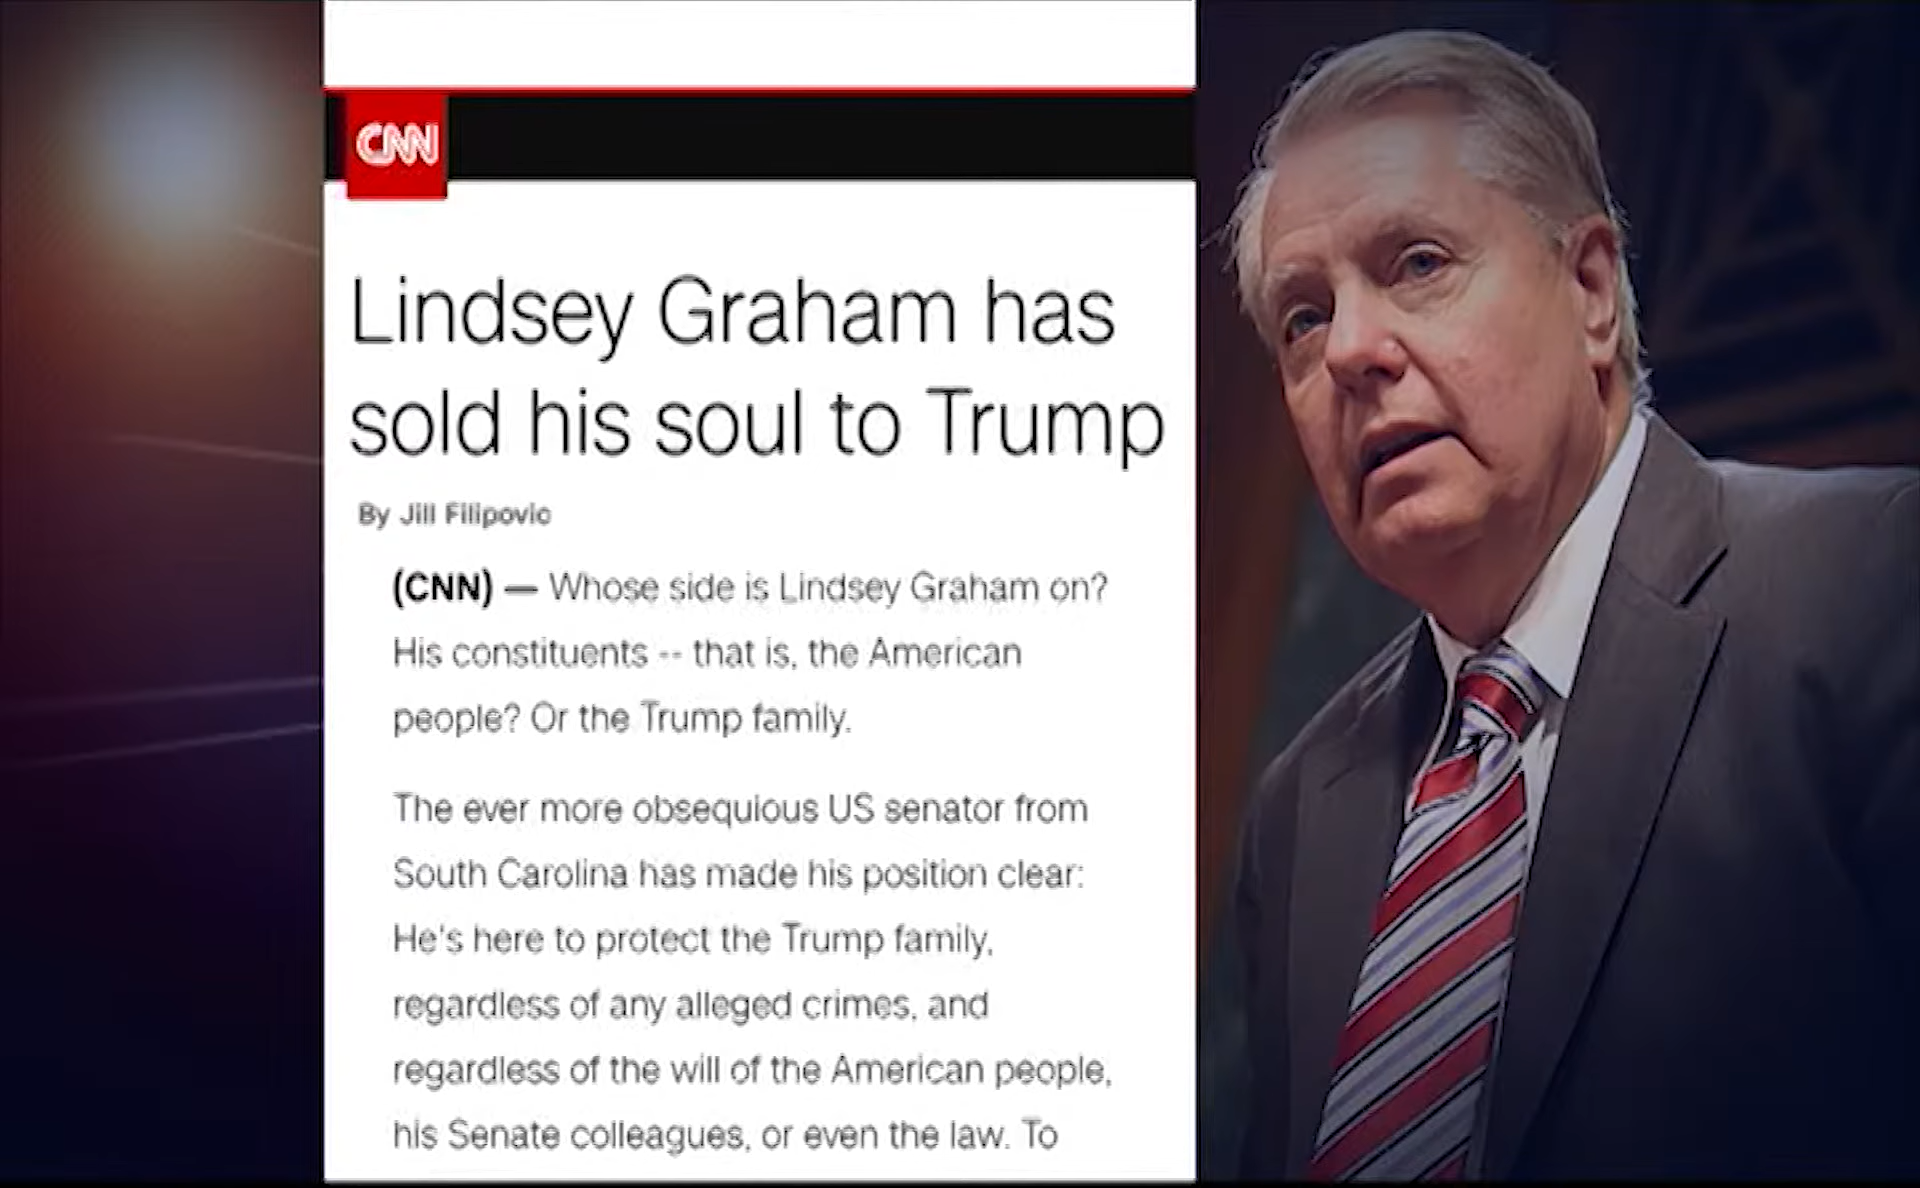 CNN
Lindsey Graham has
sold his soul to Trump
By Jill Filipovic
(CNN) — Whose side is Lindsey Graham on?
His constituents -- that is, the American
people? Or the Trump family.
The ever more obsequious US senator from
South Carolina has made his position clear:
He's here to protect the Trump family,
regardless of any alleged crimes, and
regardless of the will of the American people,
his Senate colleagues, or even the law. To